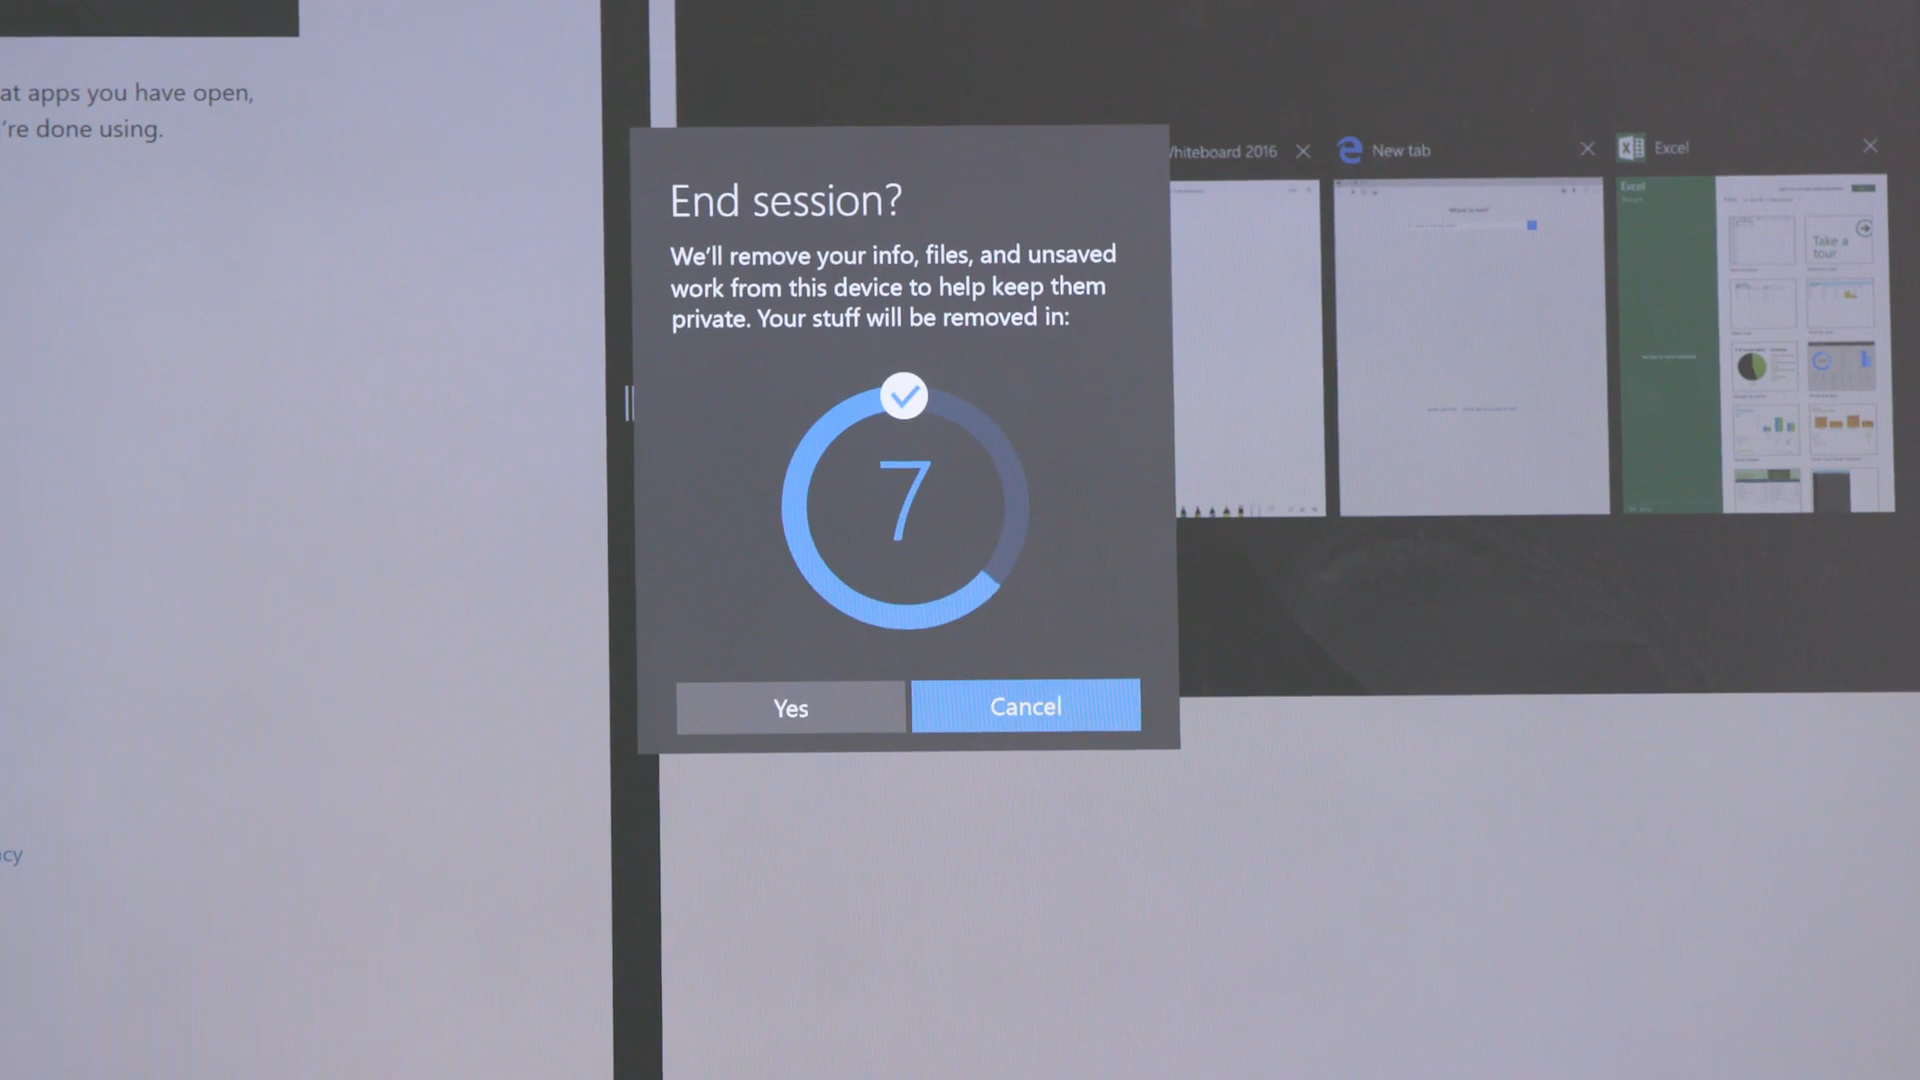 at apps you have open,
're done using.
Whiteboard 2016
New tab
Excel
End session?
We'll remove your info, files, and unsaved
work from this device to help keep them
private. Your stuff will be removed in:
7
Yes
Cancel
Excel
Take a
tour